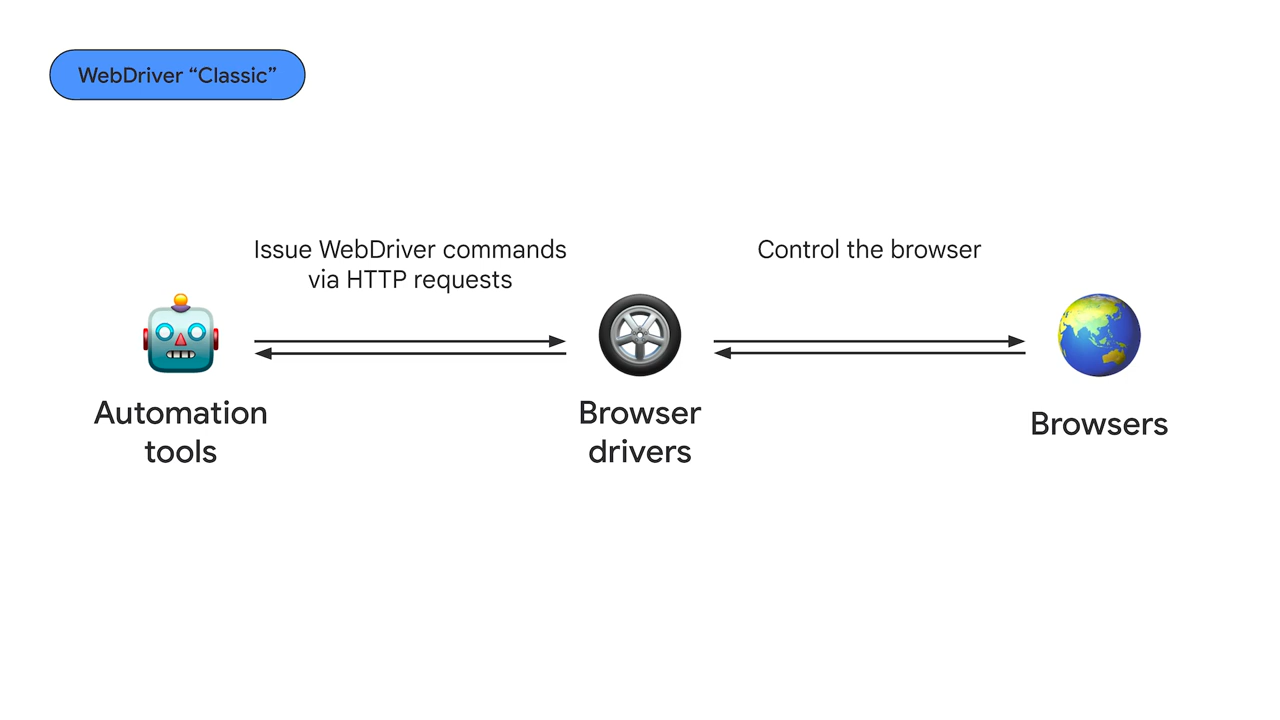 WebDriver “Classic”
Issue WebDriver commands
via HTTP requests
Control the browser
Automation
tools
Browser
drivers
Browsers